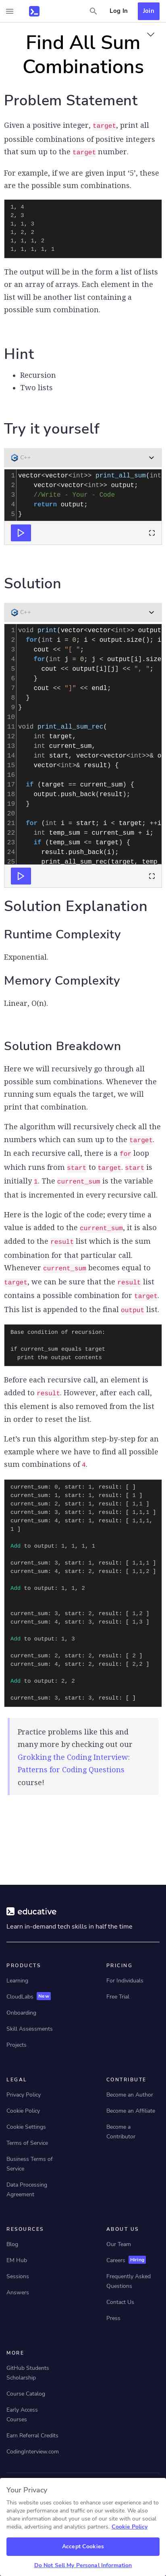 Log In
Join
Find All Sum
Combinations
Problem Statement
Given a positive integer, target, print all
possible combinations of positive integers
that sum up to the target number.
For example, if we are given input ‘5’, these
are the possible sum combinations.
1, 4
2, 3
1, 1, 3
1, 2, 2
1, 1, 1, 2
1, 1, 1, 1, 1
The output will be in the form a list of lists
or an array of arrays. Each element in the
list will be another list containing a
possible sum combination.
Hint
• Recursion
• Two lists
Try it yourself
C++
1 vector<vector<int>> print_all_sum(int
2 vector<vector<int>> output;
3 //Write - Your - Code
4 return output;
5 }
Solution
C++
1 void print(vector<vector<int>> output
2 for(int i = 0; i < output.size(); i
3 cout << "[ ";
4 for(int j = 0; j < output[i].size
5 cout << output[i][j] << ", ";
6 }
7 cout << "]" << endl;
8 }
9 }
10
11 void print_all_sum_rec(
12 int target,
13 int current_sum,
14 int start, vector<vector<int>>& o
15 vector<int>& result) {
16
17 if (target == current_sum) {
18 output.push_back(result);
19 }
20
21 for (int i = start; i < target; ++i
22 int temp_sum = current_sum + i;
23 if (temp_sum <= target) {
24 result.push_back(i);
25 print_all_sum_rec(target, temp_
Solution Explanation
Runtime Complexity
Exponential.
Memory Complexity
Linear, O(n).
Solution Breakdown
Here we will recursively go through all
possible sum combinations. Whenever the
running sum equals the target, we will
print that combination.
The algorithm will recursively check all the
numbers which can sum up to the target.
In each recursive call, there is a for loop
which runs from start to target. start is
initially 1. The current_sum is the variable
that is incremented in every recursive call.
Here is the logic of the code; every time a
value is added to the current_sum, it is also
added to the result list which is the sum
combination for that particular call.
Whenever current_sum becomes equal to
target, we can be sure that the result list
contains a possible combination for target.
This list is appended to the final output list.
Base condition of recursion:
if current_sum equals target
print the output contents
Before each recursive call, an element is
added to result. However, after each call,
this element is also removed from the list
in order to reset the list.
Let’s run this algorithm step-by-step for an
example where we have to find all possible
sum combinations of 4.
current_sum: 0, start: 1, result: [ ]
current_sum: 1, start: 1, result: [ 1 ]
current_sum: 2, start: 1, result: [ 1,1 ]
current_sum: 3, start: 1, result: [ 1,1,1 ]
current_sum: 4, start: 1, result: [ 1,1,1,
1 ]
Add to output: 1, 1, 1, 1
current_sum: 3, start: 1, result: [ 1,1,1 ]
current_sum: 4, start: 2, result: [ 1,1,2 ]
Add to output: 1, 1, 2
current_sum: 3, start: 2, result: [ 1,2 ]
current_sum: 4, start: 3, result: [ 1,3 ]
Add to output: 1, 3
current_sum: 2, start: 2, result: [ 2 ]
current_sum: 4, start: 2, result: [ 2,2 ]
Add to output: 2, 2
current_sum: 3, start: 3, result: [ ]
Practice problems like this and
many more by checking out our
Grokking the Coding Interview:
Patterns for Coding Questions
course!
educative
Learn in-demand tech skills in half the time
PRODUCTS
Learning
CloudLabs New
Onboarding
Skill Assessments
Projects
PRICING
For Individuals
Free Trial
LEGAL
Privacy Policy
Cookie Policy
Cookie Settings
Terms of Service
Business Terms of
Service
Data Processing
Agreement
CONTRIBUTE
Become an Author
Become an Affiliate
Become a
Contributor
RESOURCES
Blog
EM Hub
Sessions
Answers
ABOUT US
Our Team
Careers Hiring
Frequently Asked
Questions
Contact Us
Press
MORE
GitHub Students
Scholarship
Course Catalog
Early Access
Courses
Earn Referral Credits
CodingInterview.com
Your Privacy
This website uses cookies to enhance user experience and to
analyze performance and traffic on our website. We also share
information about your use of our site with our social
media, advertising and analytics partners. Cookie Policy
Accept Cookies
Do Not Sell My Personal Information